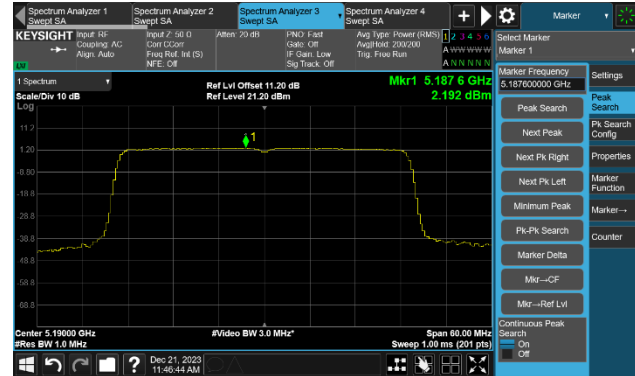 Spectrum Analyzer 1
Swept SA
Spectrum Analyzer 2
Swept SA
Spectrum Analyzer 3
Swept SA
Spectrum Analyzer 4
Swept SA
Marker
KEYSIGHT
Input: RF
Coupling: AC
Align: Auto
Input Z: 50 Ω
Corr CCorr
Freq Ref: Int (S)
NFE: Off
Atten: 20 dB
PNO: Fast
Gate: Off
IF Gain: Low
Sig Track: Off
Avg Type: Power (RMS)
Avg|Hold: 200/200
Trig: Free Run
1 2 3 4 5 6
A W W W W W
A N N N N N
LXI
Select Marker
Marker 1
1 Spectrum
Scale/Div 10 dB
Log
Ref Lvl Offset 11.20 dB
Ref Level 21.20 dBm
Mkr1 5.187 6 GHz
2.192 dBm
11.2
1.20
-8.80
-18.8
-28.8
-38.8
-48.8
-58.8
-68.8
1
Center 5.19000 GHz
#Res BW 1.0 MHz
#Video BW 3.0 MHz*
Span 60.00 MHz
Sweep 1.00 ms (201 pts)
Marker Frequency
5.187600000 GHz
Peak Search
Next Peak
Next Pk Right
Next Pk Left
Minimum Peak
Pk-Pk Search
Marker Delta
Mkr→CF
Mkr→Ref Lvl
Continuous Peak
Search
On
Off
Settings
Peak
Search
Pk Search
Config
Properties
Marker
Function
Marker→
Counter
?
Dec 21, 2023
11:46:44 AM